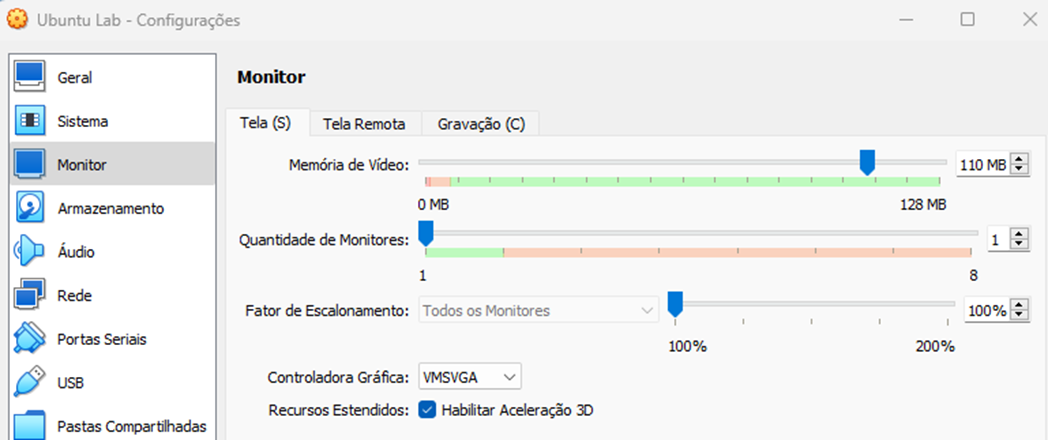 Ubuntu Lab - Configurações
Geral
Sistema
Monitor
Armazenamento
Áudio
Rede
Portas Seriais
USB
Pastas Compartilhadas
Monitor
Tela (S) Tela Remota Gravação (C)
Memória de Vídeo: 110 MB
0 MB 128 MB
Quantidade de Monitores: 1
1 8
Fator de Escalonamento: Todos os Monitores 100%
100% 200%
Controladora Gráfica: VMSVGA
Recursos Estendidos: Habilitar Aceleração 3D